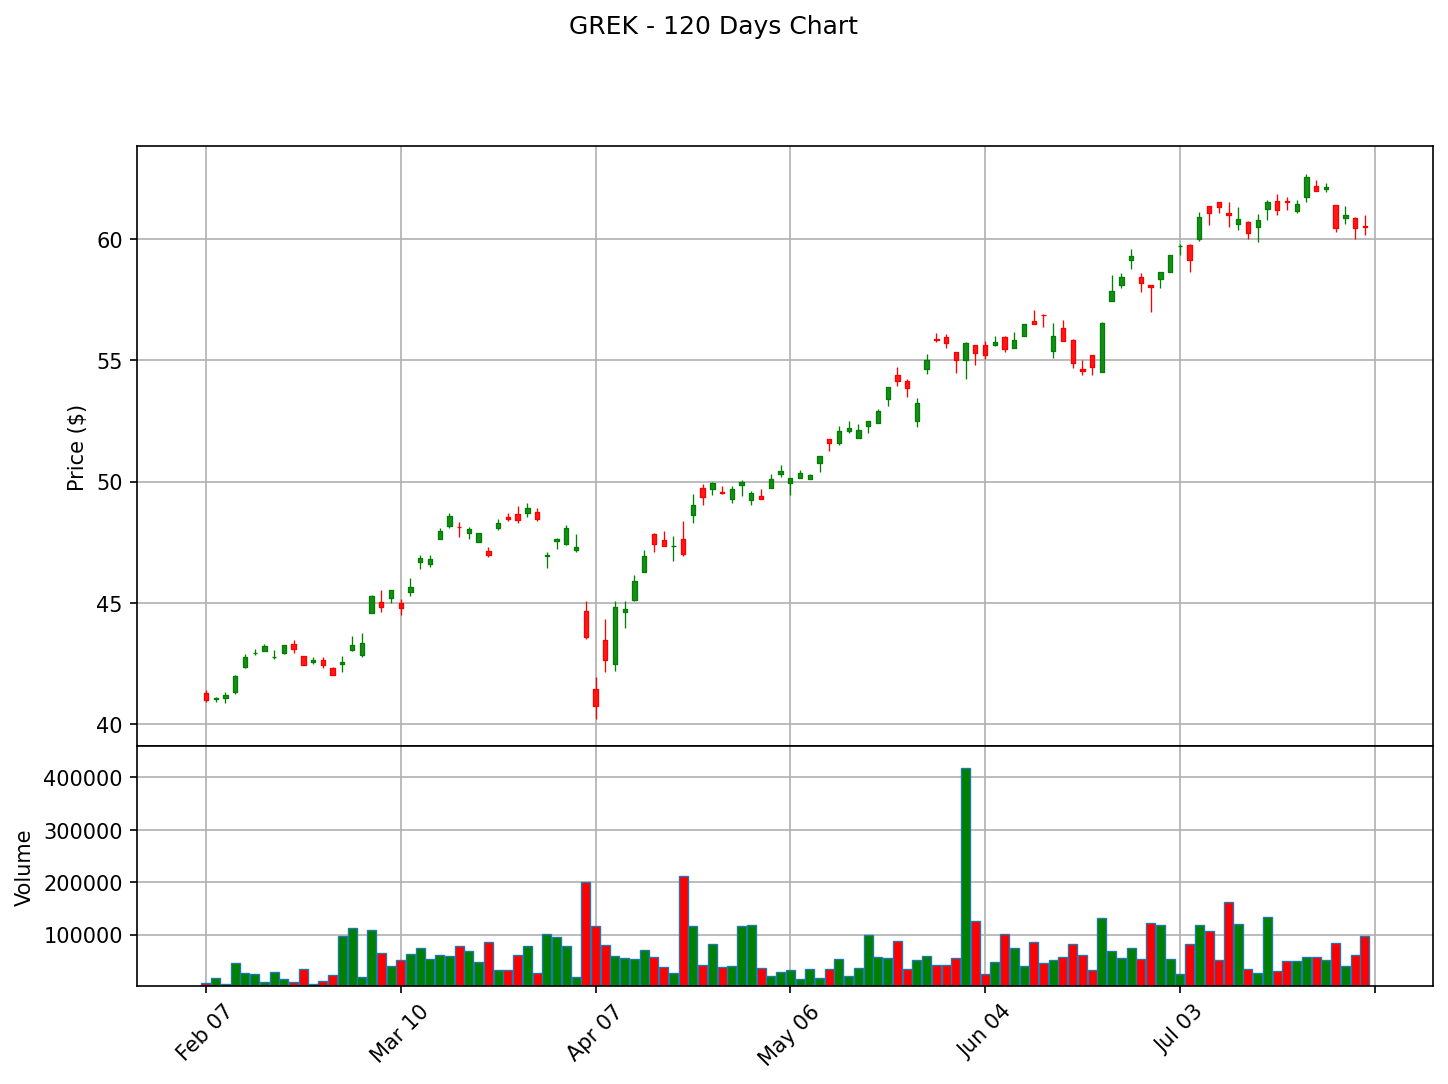 GREK - 120 Days Chart
Price ($)
60
55
50
45
40
Volume
400000
300000
200000
100000
Feb 07
Mar 10
Apr 07
May 06
Jun 04
Jul 03